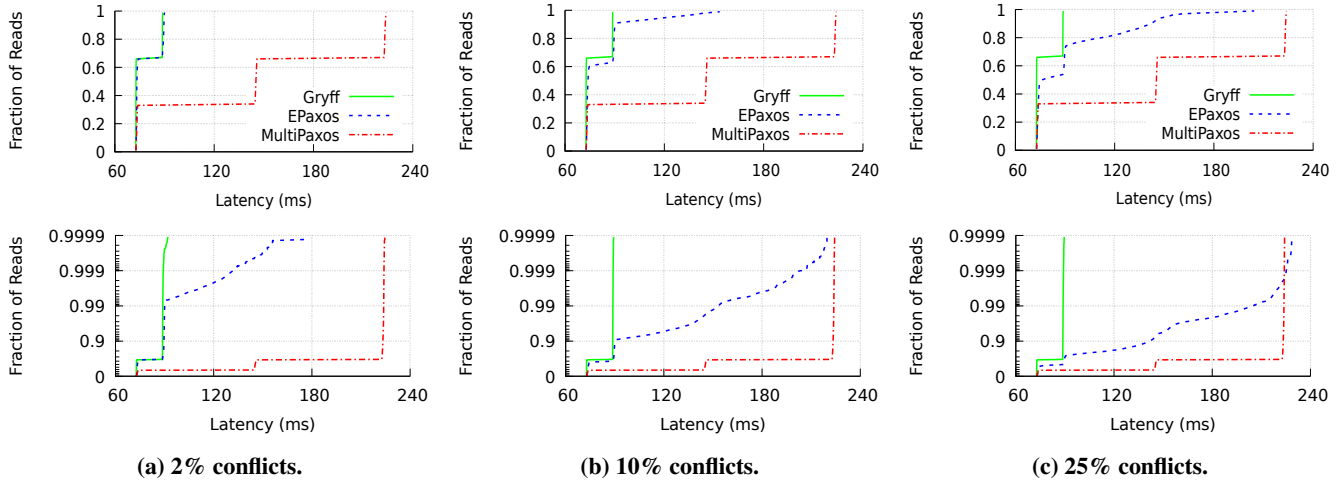 Fraction of Reads
1
0.8
0.6
0.4
0.2
0
Gryff
EPaxos
MultiPaxos
60
120
180
240
Latency (ms)
Fraction of Reads
1
0.8
0.6
0.4
0.2
0
Gryff
EPaxos
MultiPaxos
60
120
180
240
Latency (ms)
Fraction of Reads
1
0.8
0.6
0.4
0.2
0
Gryff
EPaxos
MultiPaxos
60
120
180
240
Latency (ms)
Fraction of Reads
0.9999
0.999
0.99
0.9
0
60
120
180
240
Latency (ms)
Fraction of Reads
0.9999
0.999
0.99
0.9
0
60
120
180
240
Latency (ms)
Fraction of Reads
0.9999
0.999
0.99
0.9
0
60
120
180
240
Latency (ms)
(a) 2% conflicts.
(b) 10% conflicts.
(c) 25% conflicts.